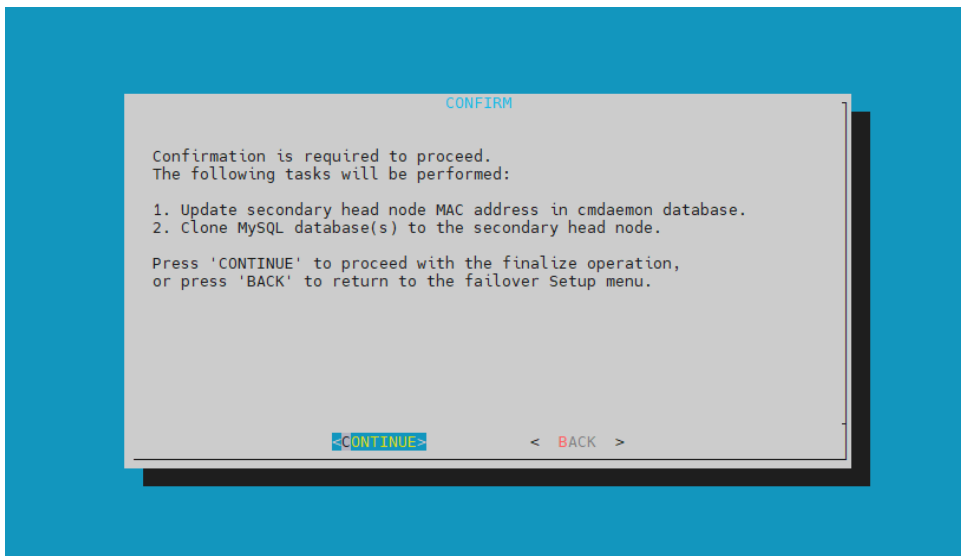 CONFIRM
Confirmation is required to proceed.
The following tasks will be performed:
1. Update secondary head node MAC address in cmdaemon database.
2. Clone MySQL database(s) to the secondary head node.
Press 'CONTINUE' to proceed with the finalize operation,
or press 'BACK' to return to the failover Setup menu.
<CONTINUE> < BACK >